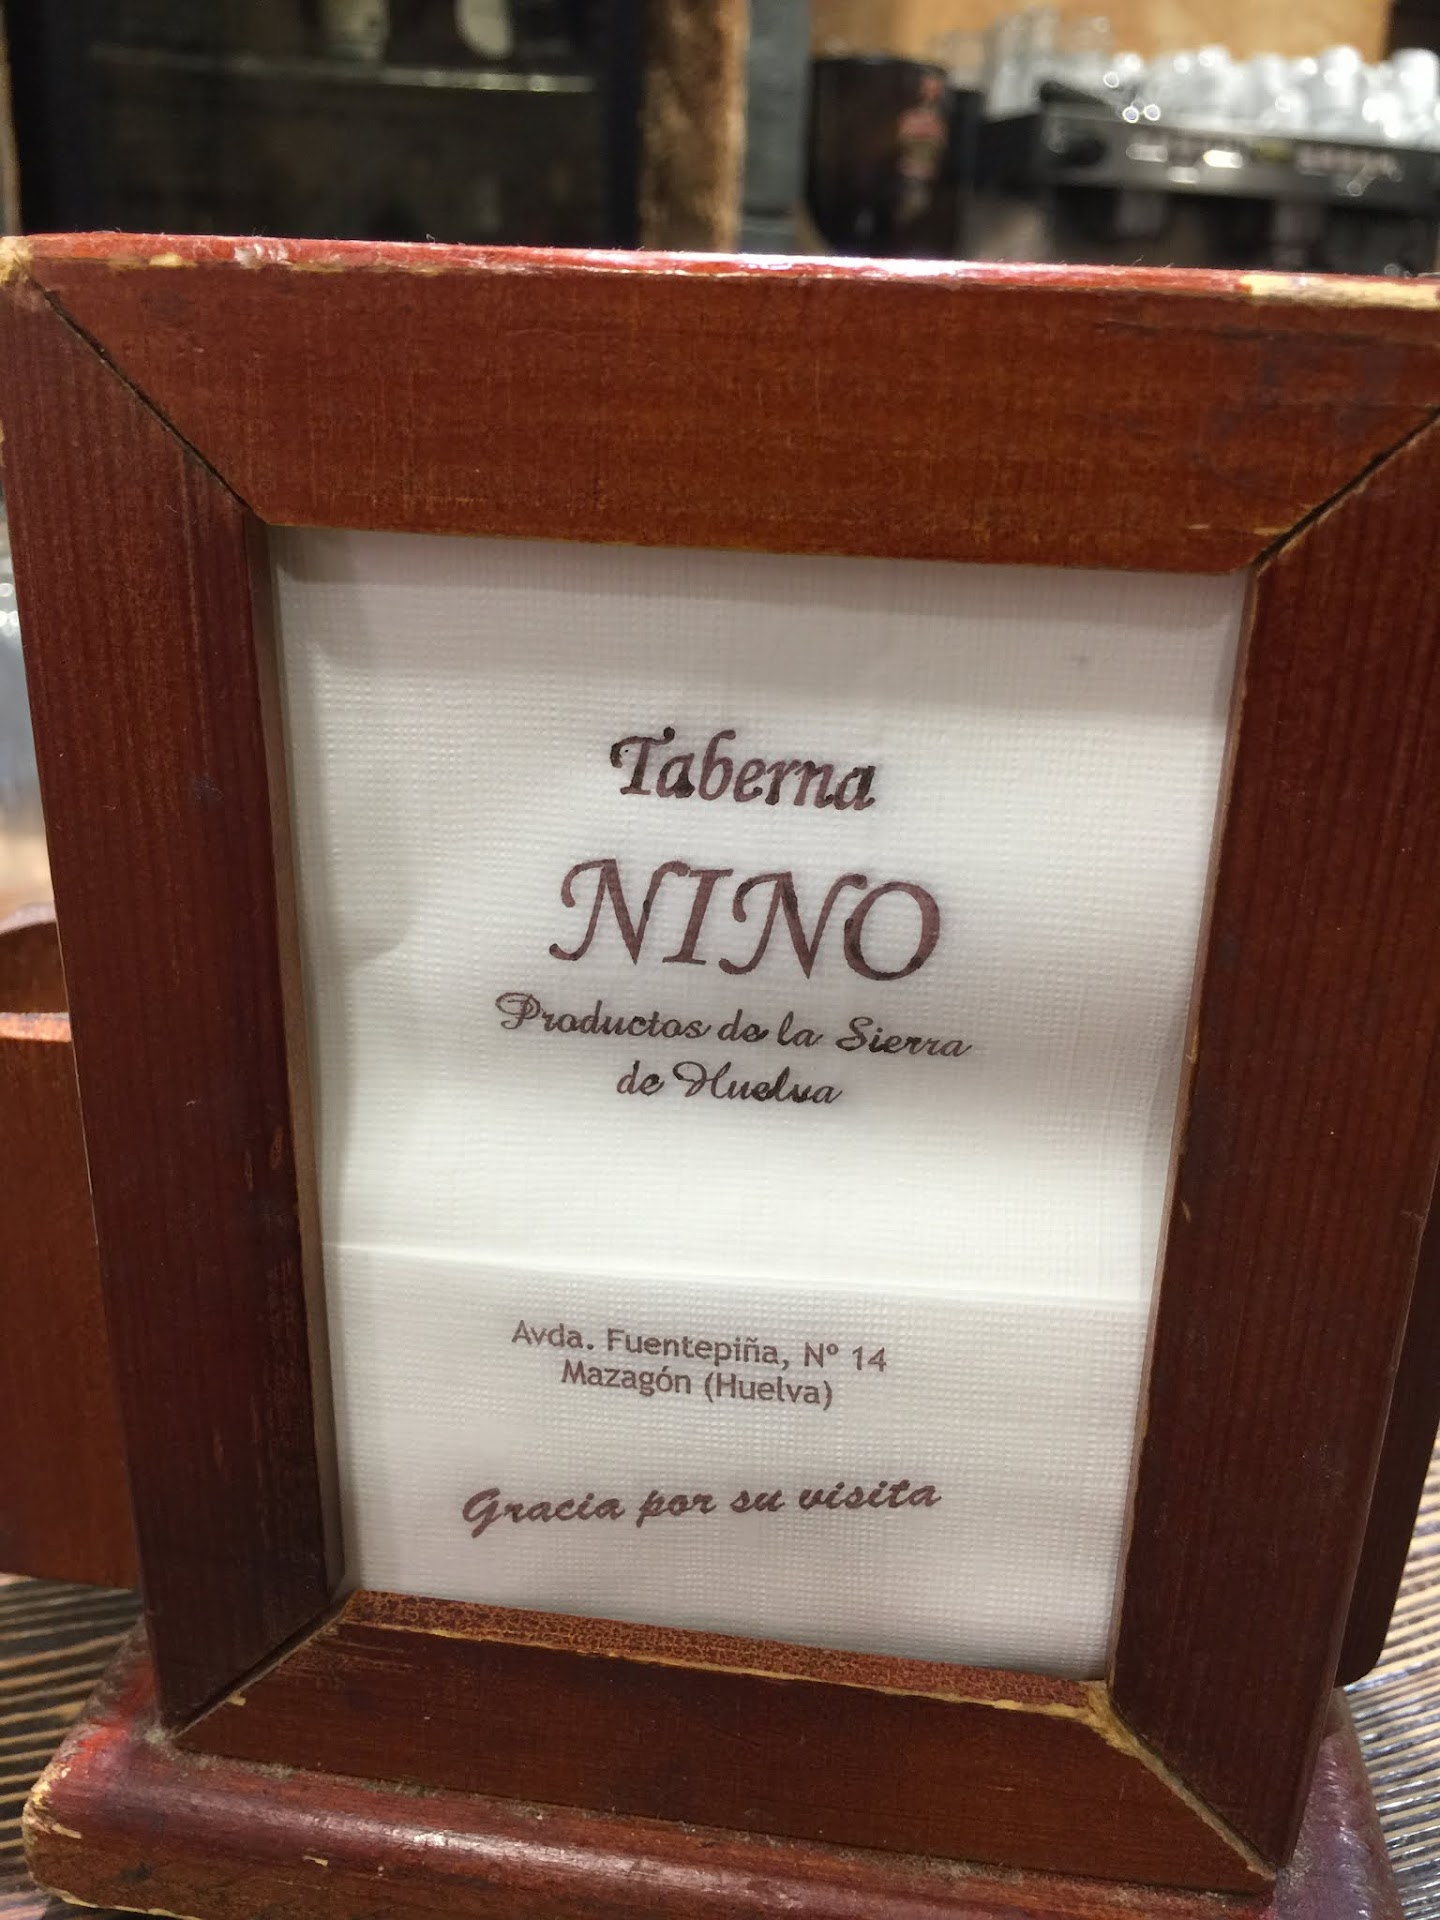 Taberna
NINO
Productos de la Sierra
de Huelva
Avda. Fuentepiña, Nº 14
Mazagón (Huelva)
Gracia por su visita